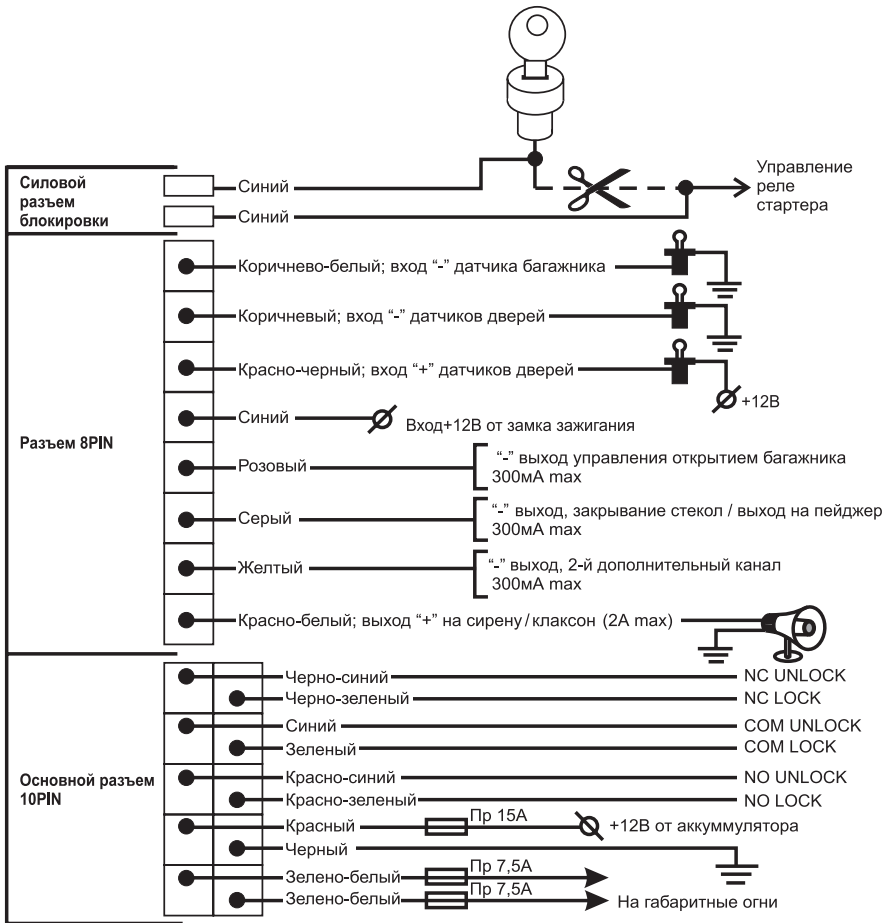 Силовой
разъем
блокировки
Синий
Синий
Управление
реле
стартера
Разъем 8PIN
Коричнево-белый; вход “-” датчика багажника
Коричневый; вход “-” датчиков дверей
Красно-черный; вход “+” датчиков дверей
+12В
Синий
Вход+12В от замка зажигания
Розовый
“-” выход управления открытием багажника
300мА max
Серый
“-” выход, закрывание стекол / выход на пейджер
300мА max
Желтый
“-” выход, 2-й дополнительный канал
300мА max
Красно-белый; выход “+” на сирену/клаксон (2А max)
Основной разъем
10PIN
Черно-синий NC UNLOCK
Черно-зеленый NC LOCK
Синий COM UNLOCK
Зеленый COM LOCK
Красно-синий NO UNLOCK
Красно-зеленый NO LOCK
Красный Пр 15А +12В от аккуммулятора
Черный
Зелено-белый Пр 7,5А
Зелено-белый Пр 7,5А На габаритные огни